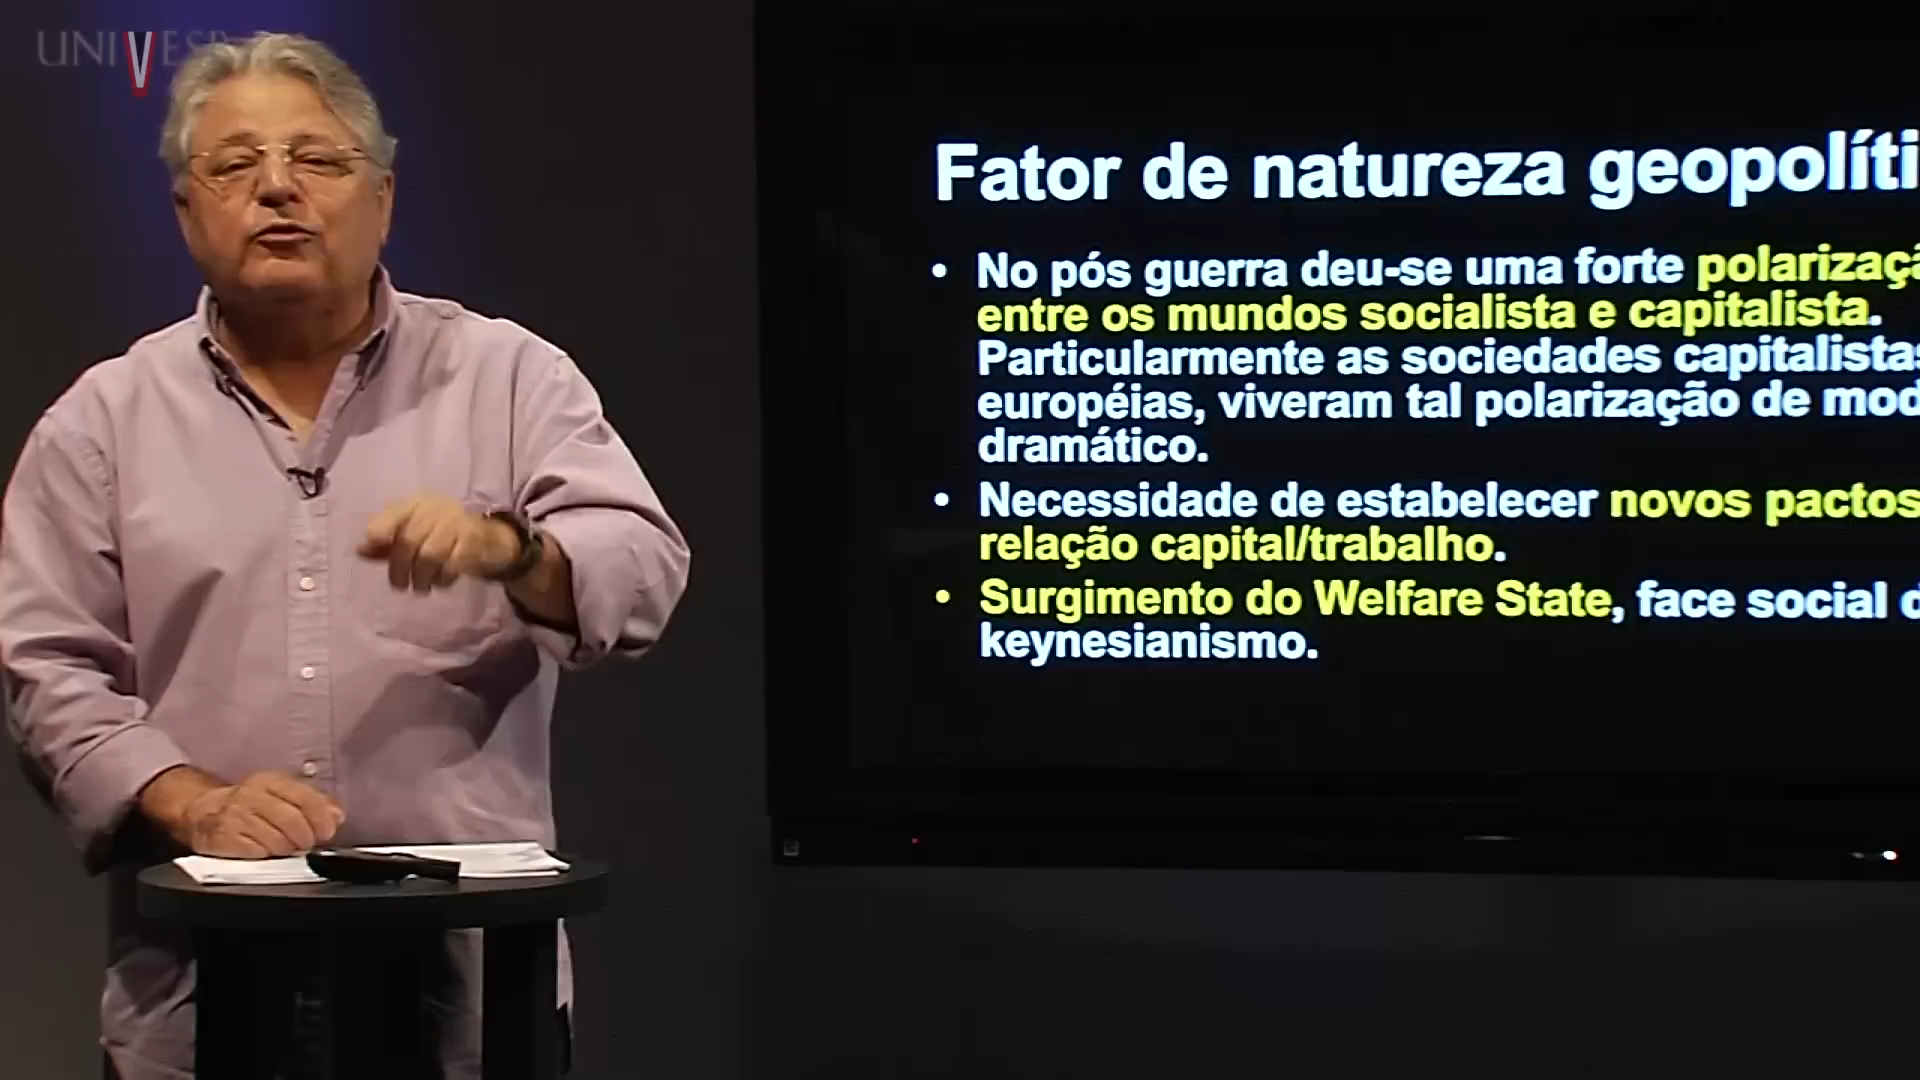 UNIVESP
Fator de natureza geopolíti
• No pós guerra deu-se uma forte polarizaçã
entre os mundos socialista e capitalista.
Particularmente as sociedades capitalistas
européias, viveram tal polarização de mod
dramático.
• Necessidade de estabelecer novos pactos
relação capital/trabalho.
• Surgimento do Welfare State, face social d
keynesianismo.